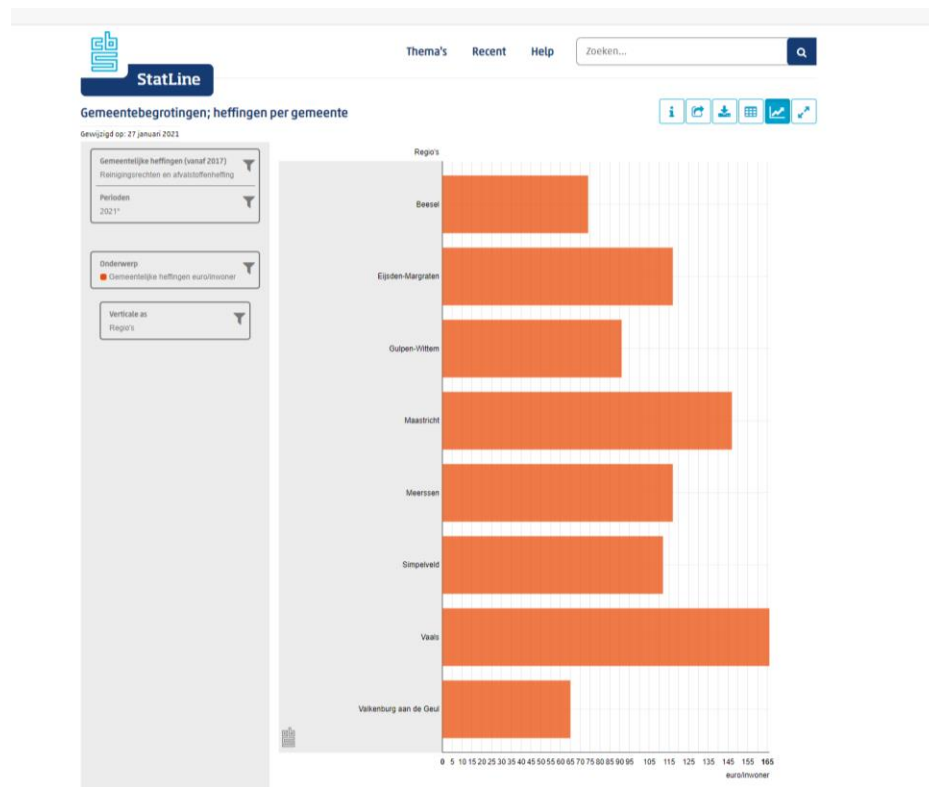 cb
Thema's Recent Help Zoeken...
StatLine
Gemeentebegrotingen; heffingen per gemeente
Gewijzigd op: 27 januari 2021
Gemeentelijke heffingen (vanaf 2017)
Reinigingsrechten en afvalstoffenheffing
Perioden
2021*
Onderwerp
Gemeentelijke heffingen euro/inwoner
Verticale as
Regio's
Regio's
Beesel
Eijsden-Margraten
Gulpen-Wittem
Maastricht
Meerssen
Simpelveld
Vaals
Valkenburg aan de Geul
0 5 10 15 20 25 30 35 40 45 50 55 60 65 70 75 80 85 90 95 105 115 125 135 145 155 165
euro/inwoner